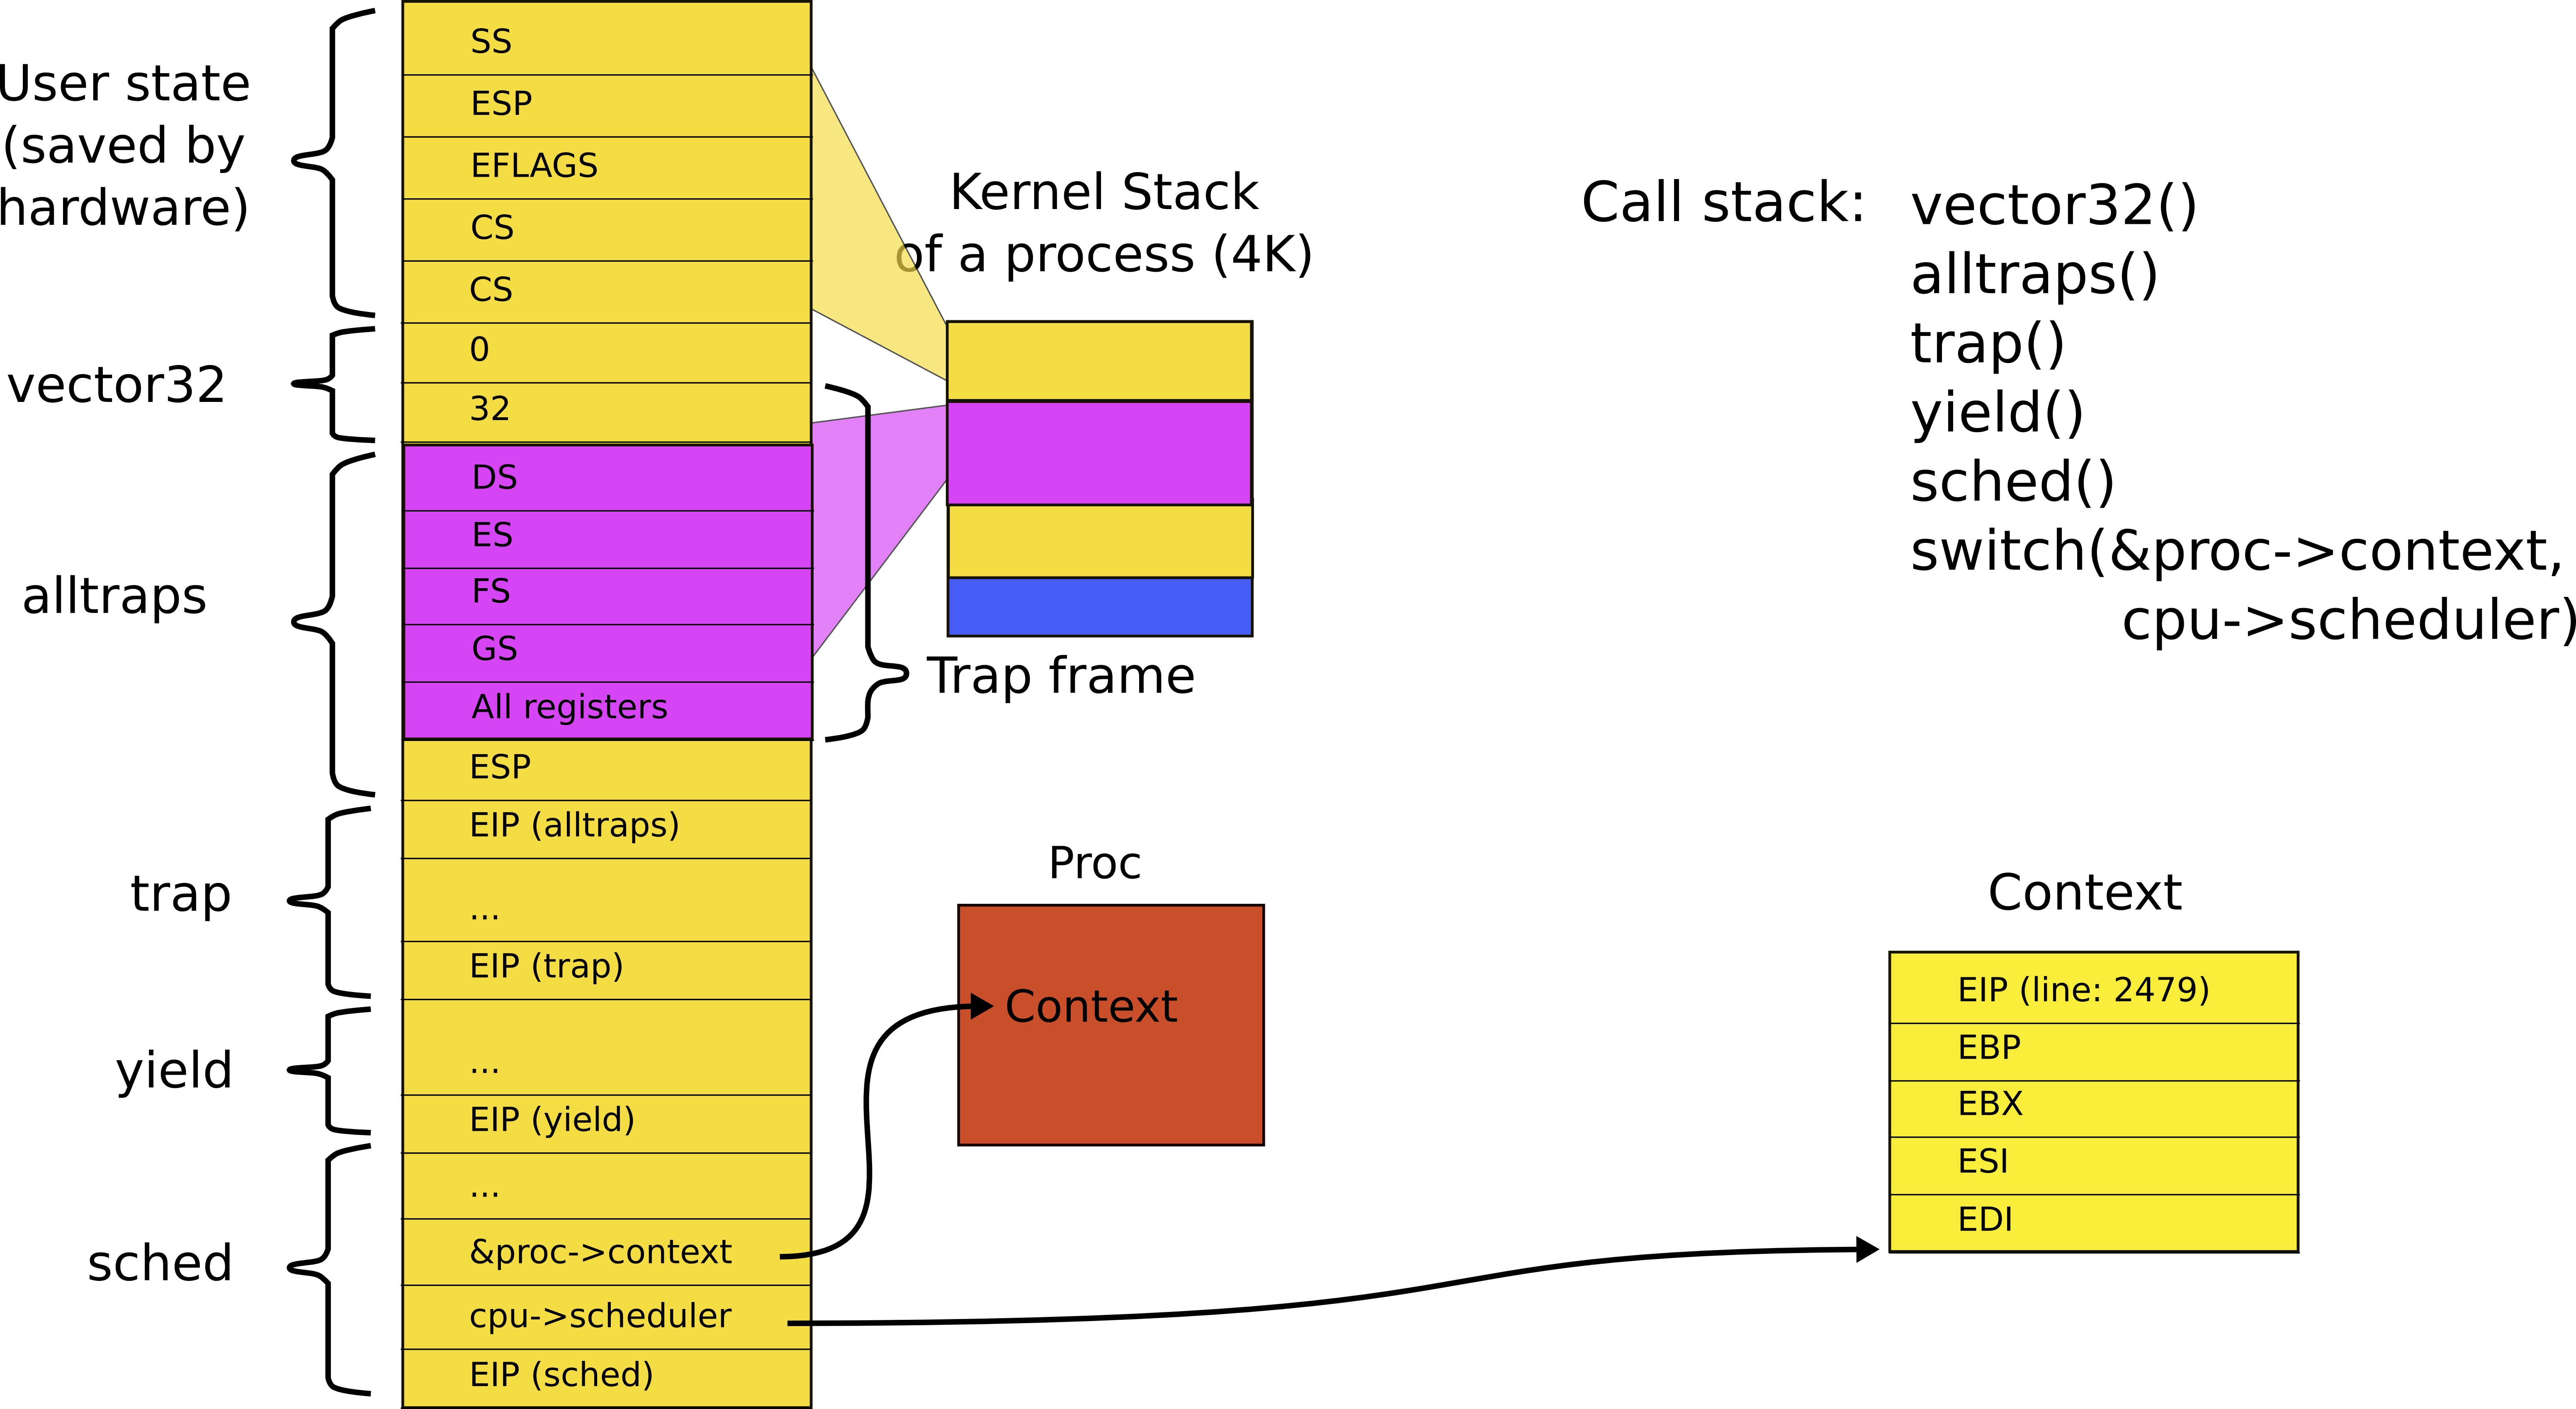 User state
(saved by
hardware)
vector32
alltraps
trap
yield
sched
SS
ESP
EFLAGS
CS
CS
0
32
DS
ES
FS
GS
All registers
ESP
EIP (alltraps)
...
EIP (trap)
...
EIP (yield)
...
&proc->context
cpu->scheduler
EIP (sched)
Kernel Stack
of a process (4K)
Trap frame
Proc
Context
Call stack: vector32()
alltraps()
trap()
yield()
sched()
switch(&proc->context,
cpu->scheduler)
Context
EIP (line: 2479)
EBP
EBX
ESI
EDI